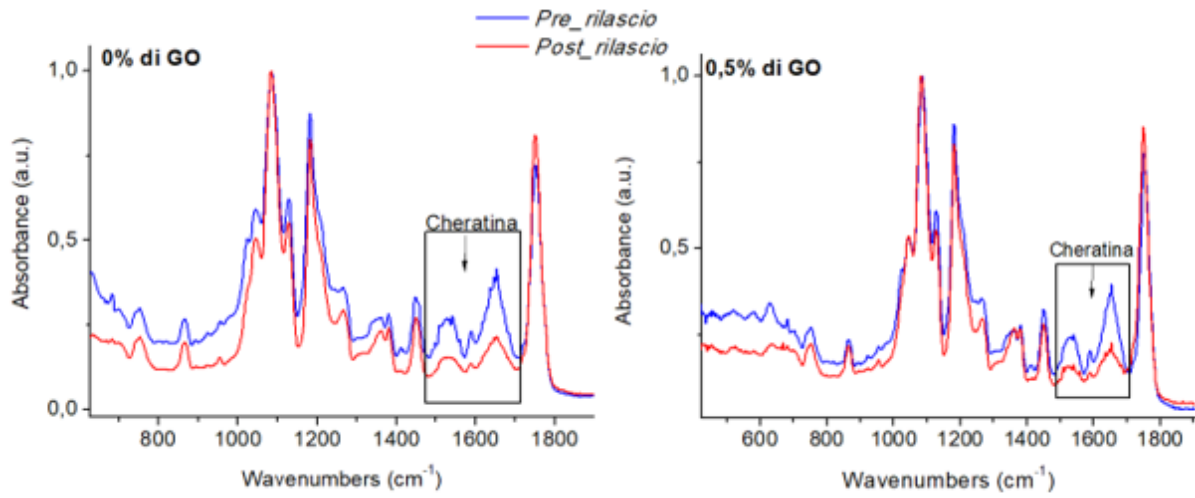 Pre_rilascio
Post_rilascio
0% di GO
1,0
0,5
0,0
Absorbance (a.u.)
Cheratina
800 1000 1200 1400 1600 1800
Wavenumbers (cm-1)
0,5% di GO
1,0
0,5
Absorbance (a.u.)
Cheratina
600 800 1000 1200 1400 1600 1800
Wavenumbers (cm-1)